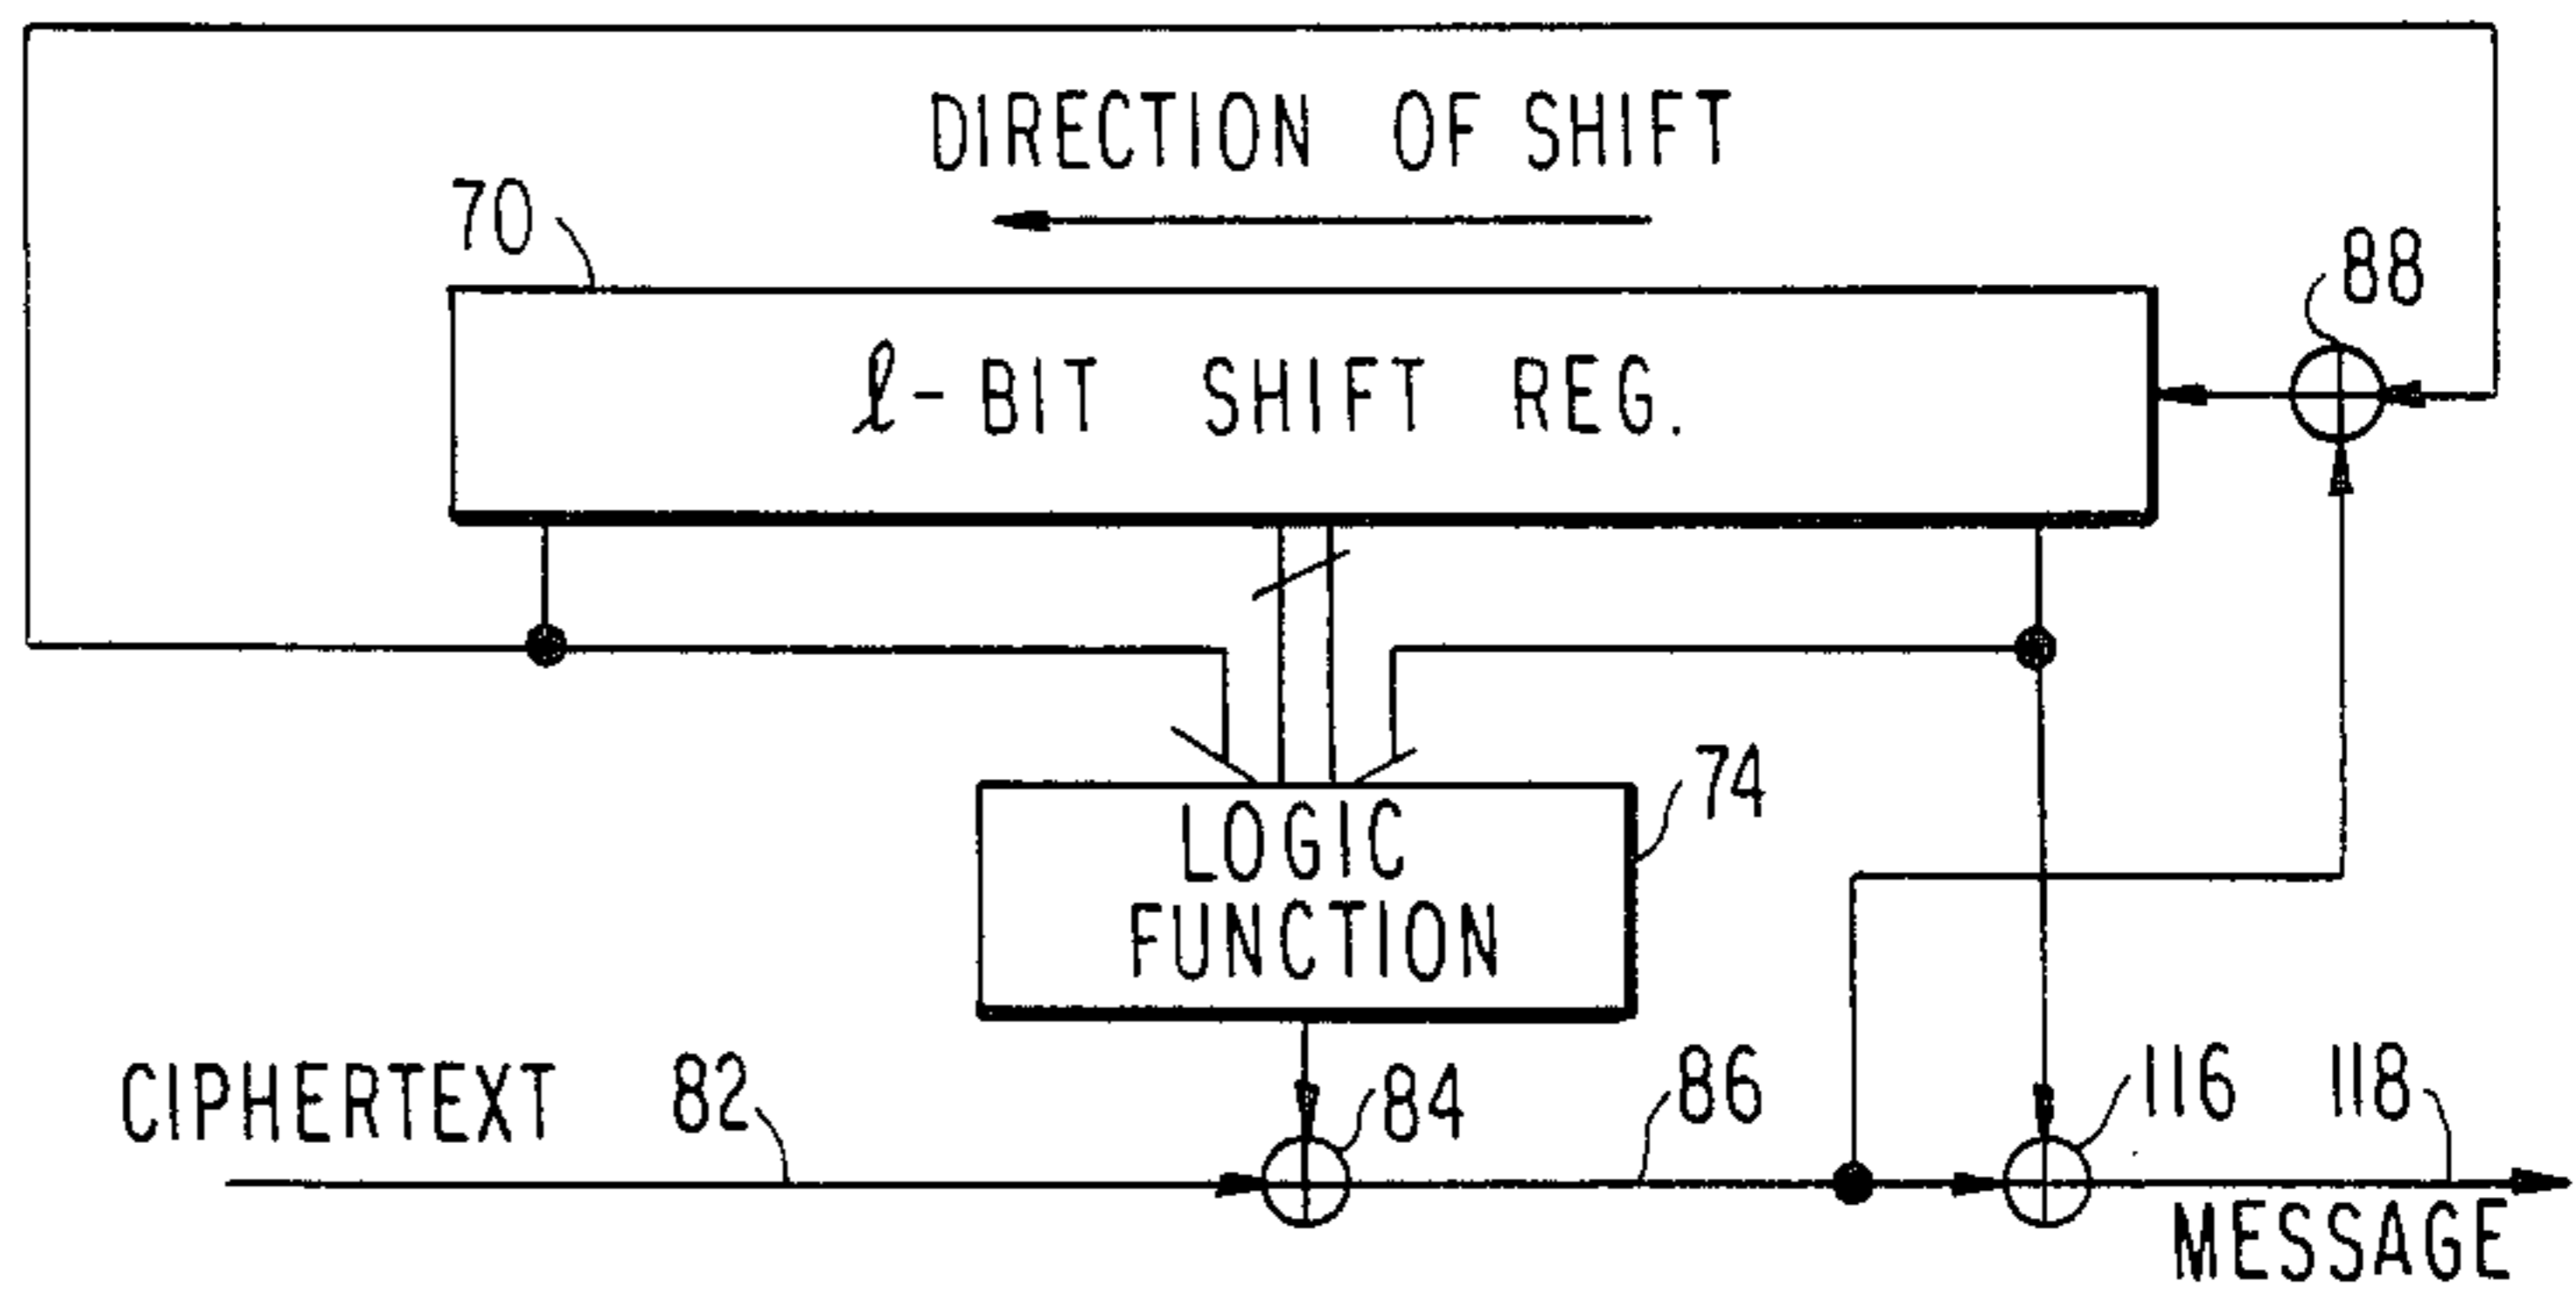 DIRECTION OF SHIFT
70
88
ℓ-BIT SHIFT REG.
74
LOGIC
FUNCTION
CIPHERTEXT
82
84
86
116
118
MESSAGE